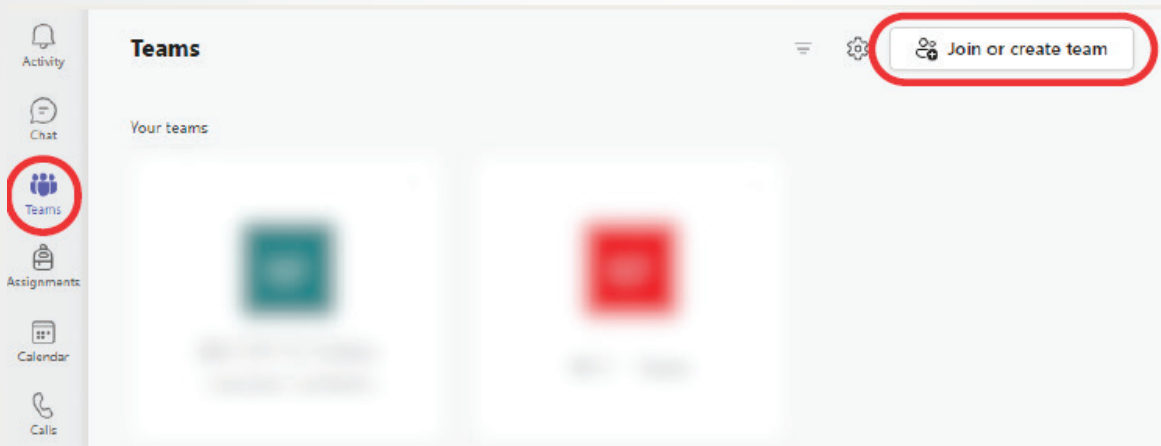 Activity
Chat
Teams
Assignments
Calendar
Calls
Teams
Join or create team
Your teams